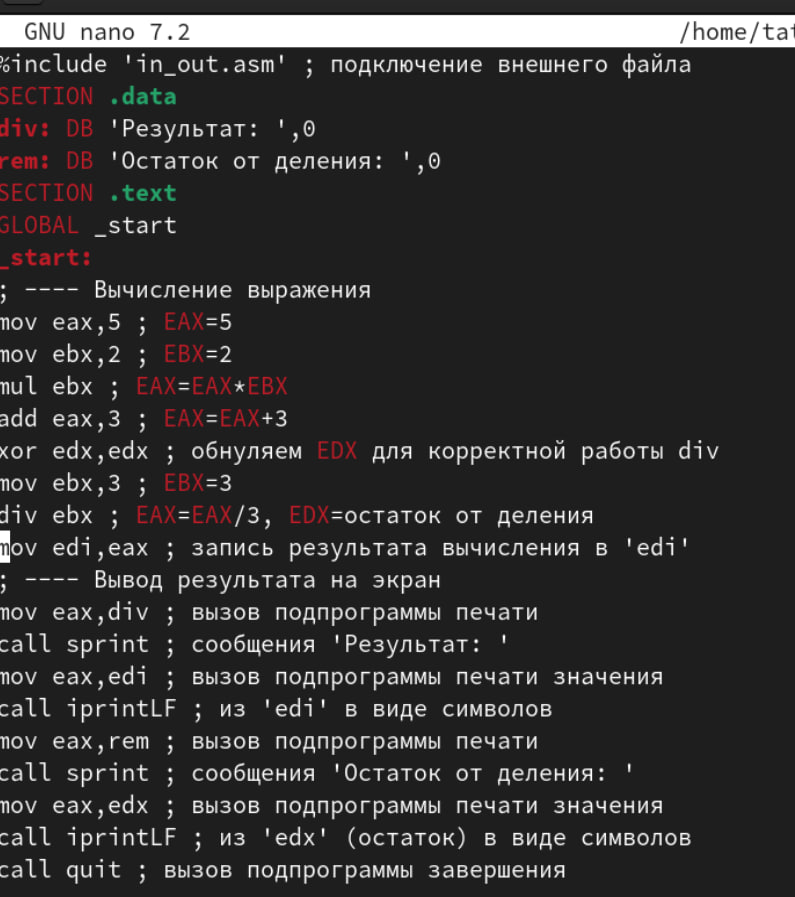 GNU nano 7.2 /home/tat
%include 'in_out.asm' ; подключение внешнего файла
SECTION .data
div: DB 'Результат: ',0
rem: DB 'Остаток от деления: ',0
SECTION .text
GLOBAL _start
_start:
; ---- Вычисление выражения
mov eax,5 ; EAX=5
mov ebx,2 ; EBX=2
mul ebx ; EAX=EAX*EBX
add eax,3 ; EAX=EAX+3
xor edx,edx ; обнуляем EDX для корректной работы div
mov ebx,3 ; EBX=3
div ebx ; EAX=EAX/3, EDX=остаток от деления
mov edi,eax ; запись результата вычисления в 'edi'
; ---- Вывод результата на экран
mov eax,div ; вызов подпрограммы печати
call sprint ; сообщения 'Результат: '
mov eax,edi ; вызов подпрограммы печати значения
call iprintLF ; из 'edi' в виде символов
mov eax,rem ; вызов подпрограммы печати
call sprint ; сообщения 'Остаток от деления: '
mov eax,edx ; вызов подпрограммы печати значения
call iprintLF ; из 'edx' (остаток) в виде символов
call quit ; вызов подпрограммы завершения